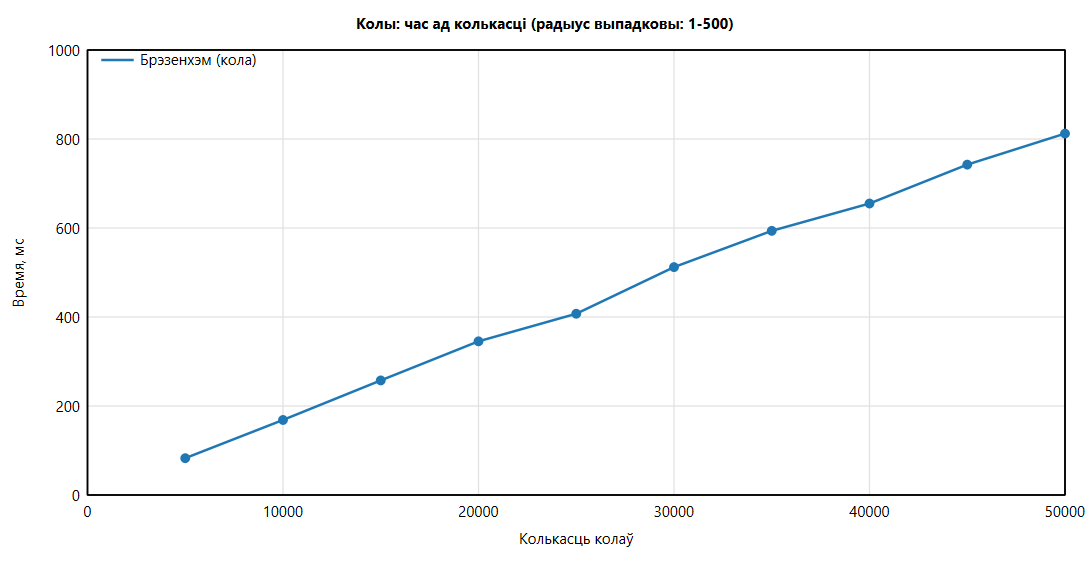 Колы: час ад колькасці (радыус выпадковы: 1-500)
Брэзенхэм (кола)
1000
800
600
400
200
0
Время, мс
0 10000 20000 30000 40000 50000
Колькасць колаў